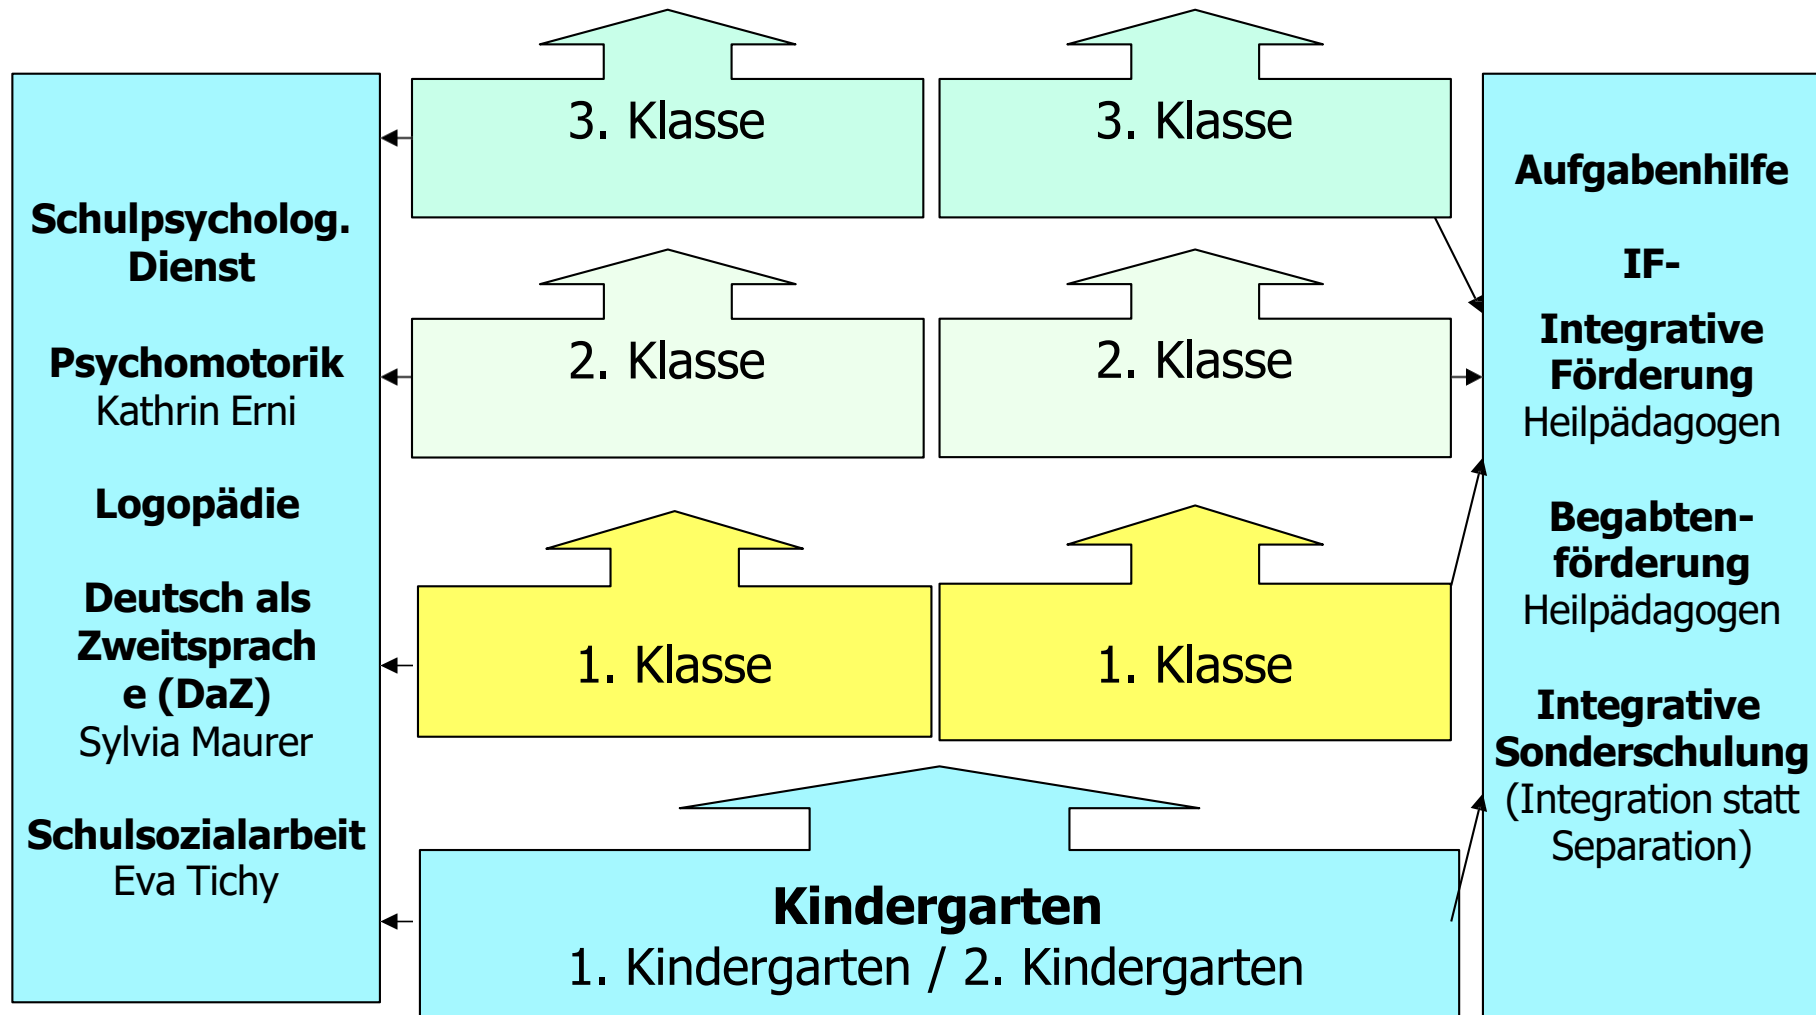 Schulpsycholog.
Dienst
Psychomotorik
Kathrin Erni
Logopädie
Deutsch als
Zweitsprach
e (DaZ)
Sylvia Maurer
Schulsozialarbeit
Eva Tichy
3. Klasse
3. Klasse
2. Klasse
2. Klasse
1. Klasse
1. Klasse
Kindergarten
1. Kindergarten / 2. Kindergarten
Aufgabenhilfe
IF-
Integrative
Förderung
Heilpädagogen
Begabten-
förderung
Heilpädagogen
Integrative
Sonderschulung
(Integration statt
Separation)